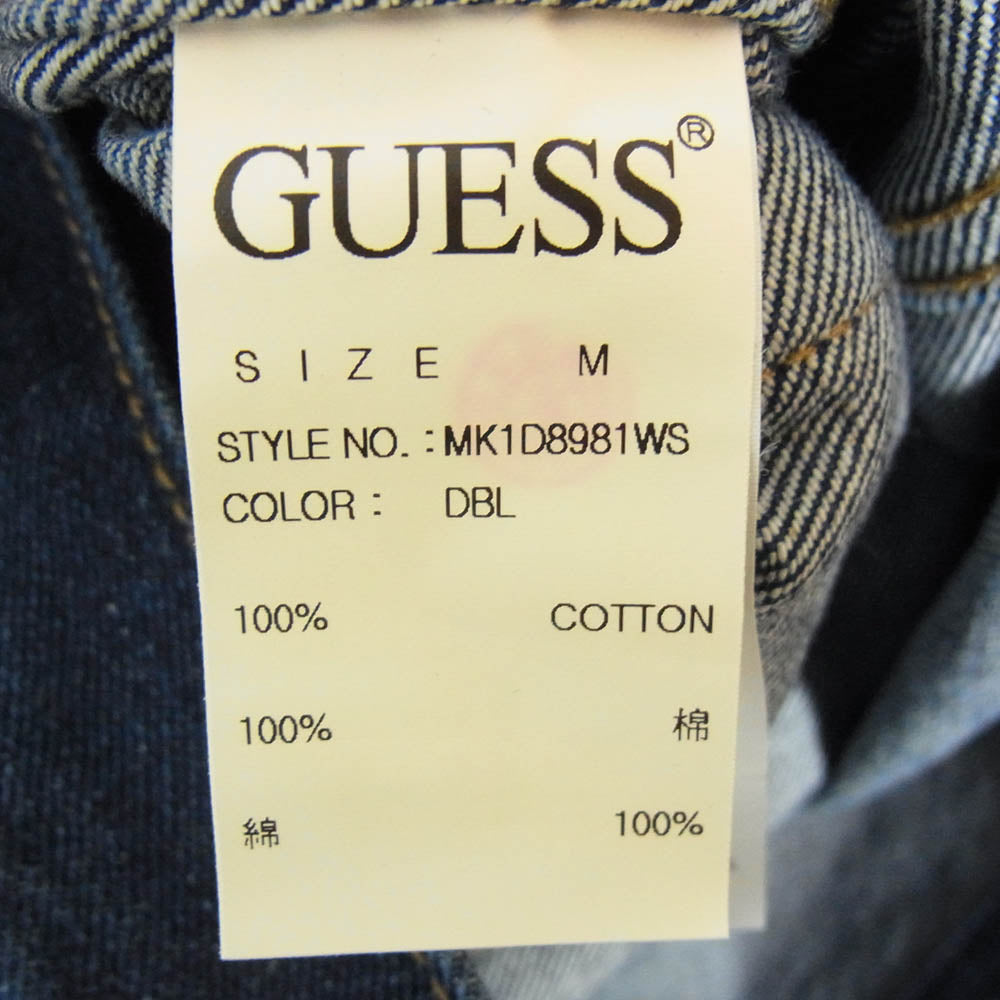 GUESS®
SIZE M
STYLE NO. : MK1D8981WS
COLOR : DBL
100% COTTON
100% 棉
綿 100%